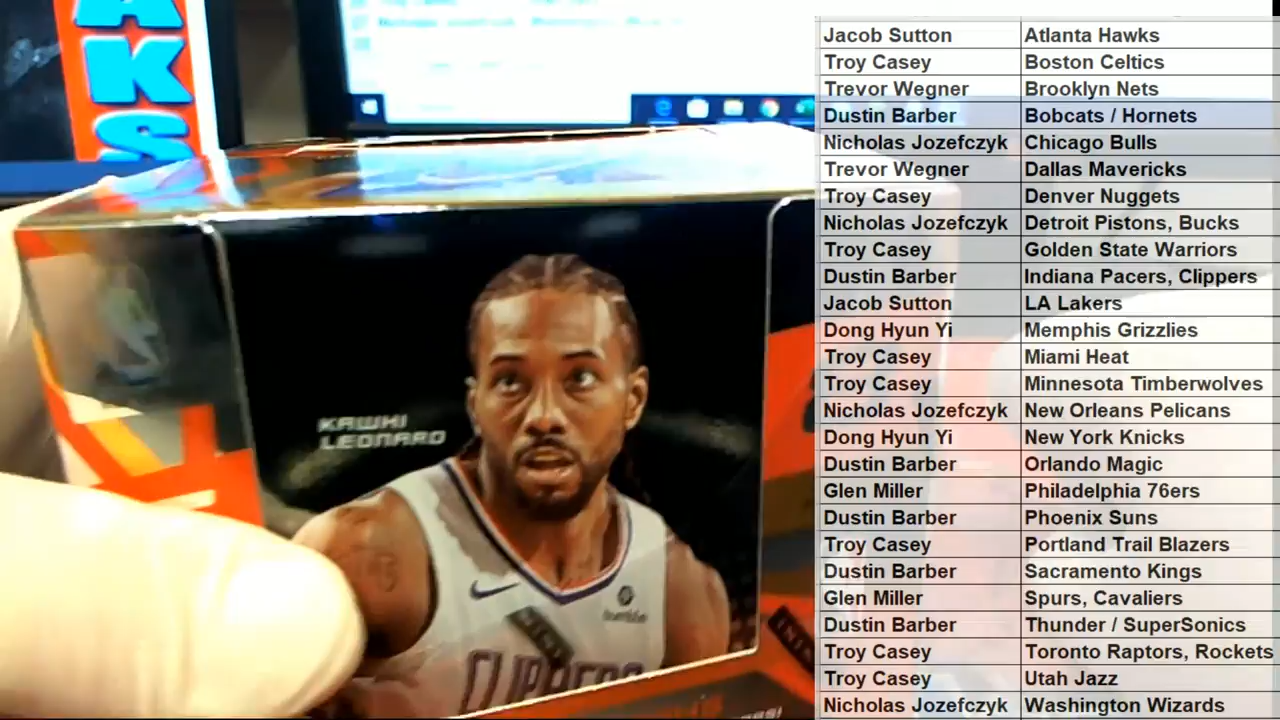 AKS
KAWHI
LEONARD
bumble
CLIPPERS
Jacob Sutton Atlanta Hawks
Troy Casey Boston Celtics
Trevor Wegner Brooklyn Nets
Dustin Barber Bobcats / Hornets
Nicholas Jozefczyk Chicago Bulls
Trevor Wegner Dallas Mavericks
Troy Casey Denver Nuggets
Nicholas Jozefczyk Detroit Pistons, Bucks
Troy Casey Golden State Warriors
Dustin Barber Indiana Pacers, Clippers
Jacob Sutton LA Lakers
Dong Hyun Yi Memphis Grizzlies
Troy Casey Miami Heat
Troy Casey Minnesota Timberwolves
Nicholas Jozefczyk New Orleans Pelicans
Dong Hyun Yi New York Knicks
Dustin Barber Orlando Magic
Glen Miller Philadelphia 76ers
Dustin Barber Phoenix Suns
Troy Casey Portland Trail Blazers
Dustin Barber Sacramento Kings
Glen Miller Spurs, Cavaliers
Dustin Barber Thunder / SuperSonics
Troy Casey Toronto Raptors, Rockets
Troy Casey Utah Jazz
Nicholas Jozefczyk Washington Wizards